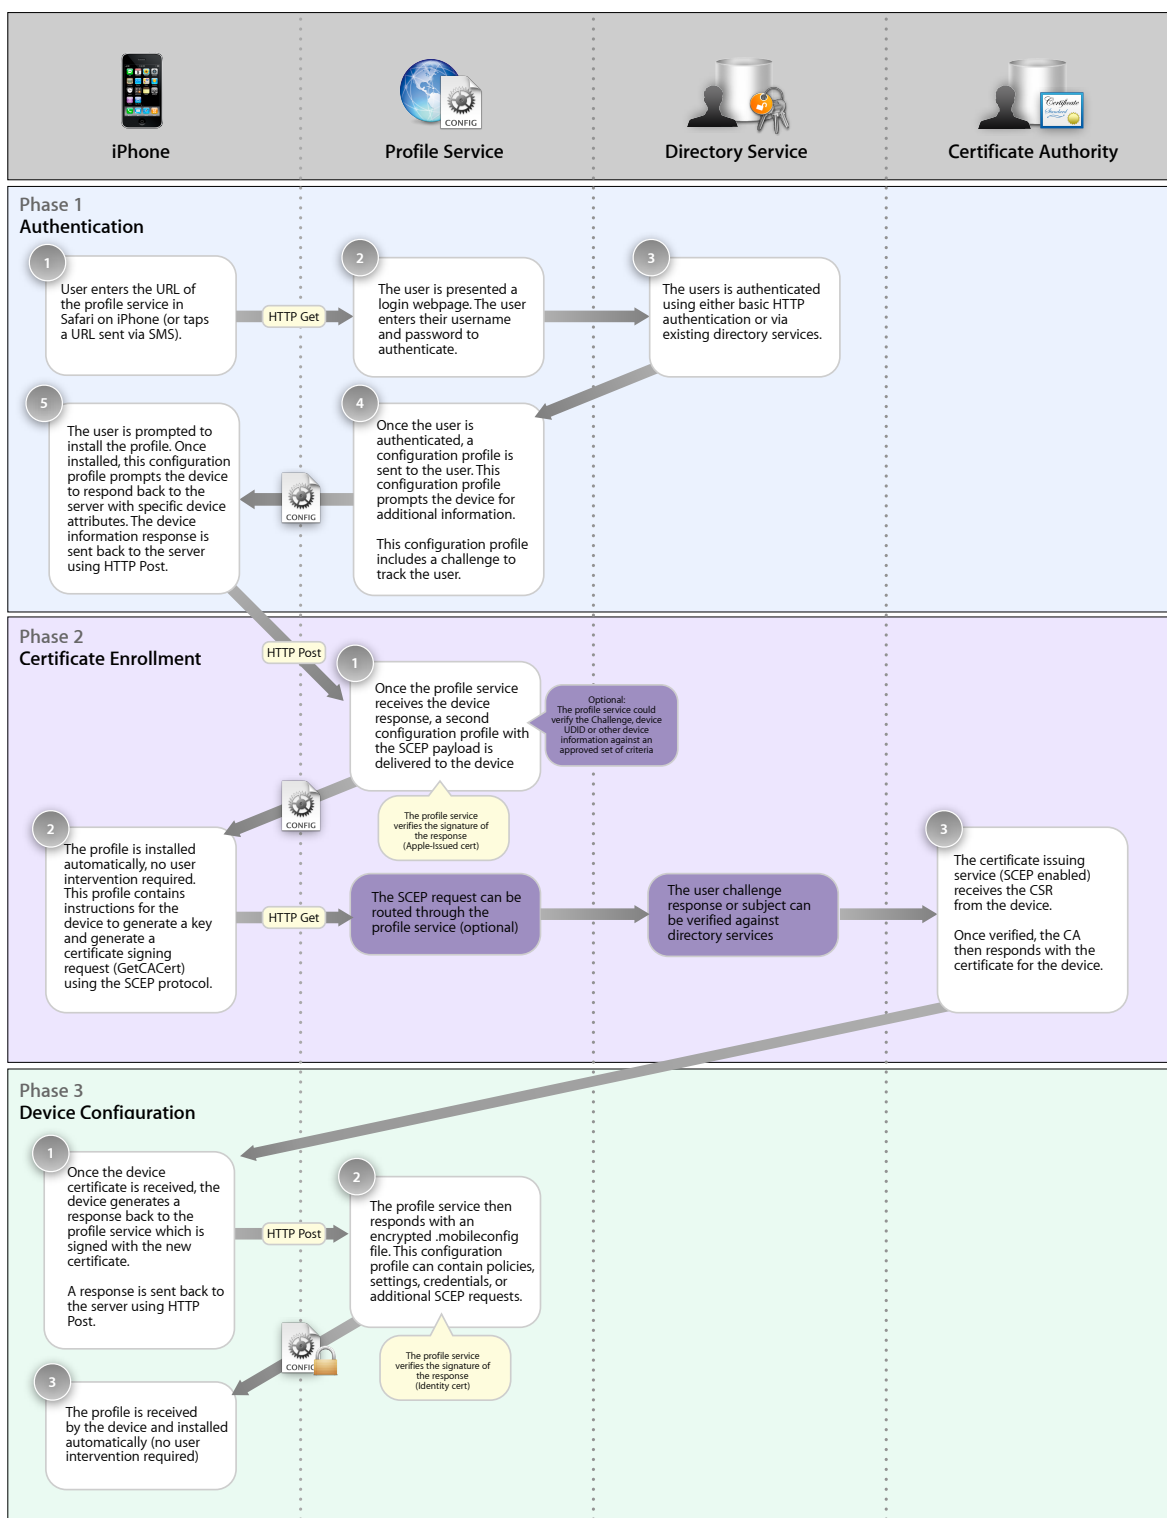 CONFIG
Certificate
Standard
iPhone
Profile Service
Directory Service
Certificate Authority
Phase 1
Authentication
1
User enters the URL of
the profile service in
Safari on iPhone (or taps
a URL sent via SMS).
HTTP Get
2
The user is presented a
login webpage. The user
enters their username
and password to
authenticate.
3
The users is authenticated
using either basic HTTP
authentication or via
existing directory services.
4
Once the user is
authenticated, a
configuration profile is
sent to the user. This
configuration profile
prompts the device for
additional information.
This configuration profile
includes a challenge to
track the user.
CONFIG
5
The user is prompted to
install the profile. Once
installed, this configuration
profile prompts the device
to respond back to the
server with specific device
attributes. The device
information response is
sent back to the server
using HTTP Post.
Phase 2
Certificate Enrollment
HTTP Post
1
Once the profile service
receives the device
response, a second
configuration profile with
the SCEP payload is
delivered to the device
Optional:
The profile service could
verify the Challenge, device
UDID or other device
information against an
approved set of criteria
The profile service
verifies the signature of
the response
(Apple-Issued cert)
CONFIG
2
The profile is installed
automatically, no user
intervention required.
This profile contains
instructions for the
device to generate a key
and generate a
certificate signing
request (GetCACert)
using the SCEP protocol.
HTTP Get
The SCEP request can be
routed through the
profile service (optional)
The user challenge
response or subject can
be verified against
directory services
3
The certificate issuing
service (SCEP enabled)
receives the CSR
from the device.
Once verified, the CA
then responds with the
certificate for the device.
Phase 3
Device Configuration
1
Once the device
certificate is received, the
device generates a
response back to the
profile service which is
signed with the new
certificate.
A response is sent back to
the server using HTTP
Post.
HTTP Post
2
The profile service then
responds with an
encrypted .mobileconfig
file. This configuration
profile can contain policies,
settings, credentials, or
additional SCEP requests.
The profile service
verifies the signature of
the response
(Identity cert)
CONFIG
3
The profile is received
by the device and installed
automatically (no user
intervention required)